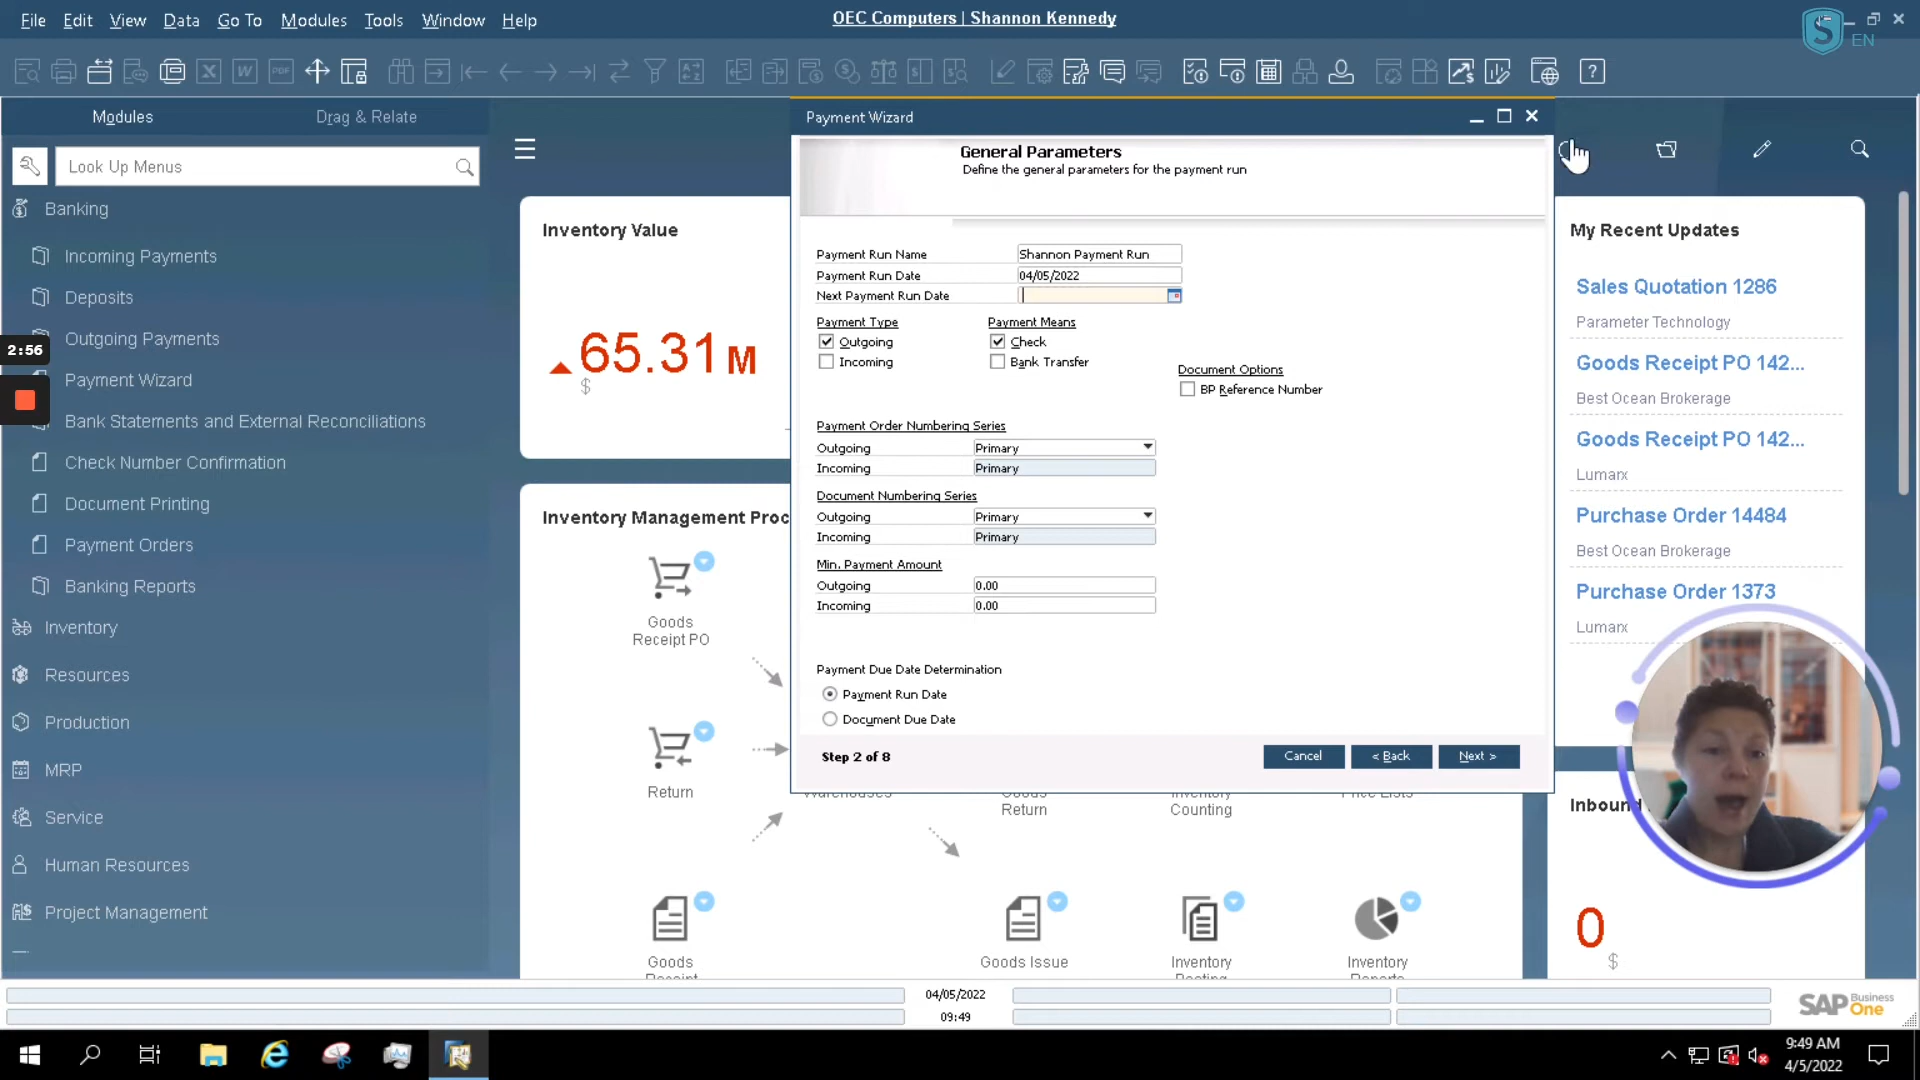 File Edit View Data Go To Modules Tools Window Help
OEC Computers | Shannon Kennedy
EN
Modules
Drag & Relate
Look Up Menus
Banking
Incoming Payments
Deposits
Outgoing Payments
2:56
Payment Wizard
Bank Statements and External Reconciliations
Check Number Confirmation
Document Printing
Payment Orders
Banking Reports
Inventory
Resources
Production
MRP
Service
Human Resources
Project Management
Inventory Value
65.31 M
$
Inventory Management Proc
Goods
Receipt PO
Return
Goods
Return
Inventory
Counting
Goods
Goods Issue
Inventory
Inventory
Payment Wizard
General Parameters
Define the general parameters for the payment run
Payment Run Name Shannon Payment Run
Payment Run Date 04/05/2022
Next Payment Run Date
Payment Type Payment Means
Outgoing Check
Incoming Bank Transfer
Document Options
BP Reference Number
Payment Order Numbering Series
Outgoing Primary
Incoming Primary
Document Numbering Series
Outgoing Primary
Incoming Primary
Min. Payment Amount
Outgoing 0.00
Incoming 0.00
Payment Due Date Determination
Payment Run Date
Document Due Date
Step 2 of 8
Cancel
< Back
Next >
My Recent Updates
Sales Quotation 1286
Parameter Technology
Goods Receipt PO 142...
Best Ocean Brokerage
Goods Receipt PO 142...
Lumarx
Purchase Order 14484
Best Ocean Brokerage
Purchase Order 1373
Lumarx
Inbound
0
$
04/05/2022
09:49
SAP Business One
9:49 AM
4/5/2022